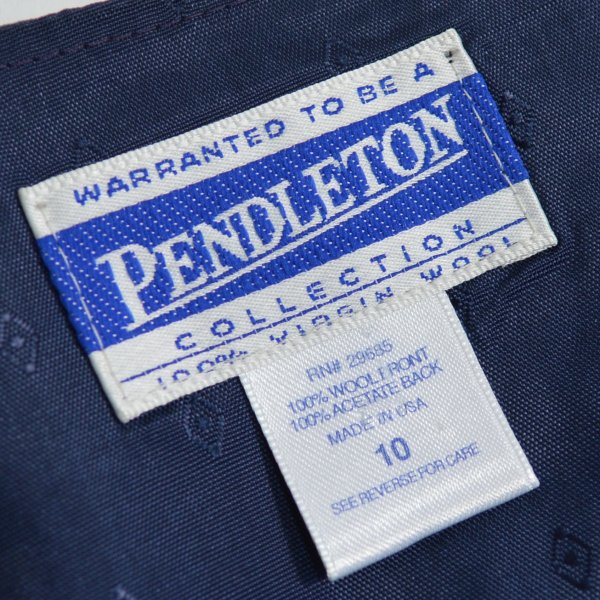 WARRANTED TO BE A
PENDLETON
COLLECTION
100% VIRGIN WOOL
RN# 29685
100% WOOL FRONT
100% ACETATE BACK
MADE IN USA
10
SEE REVERSE FOR CARE